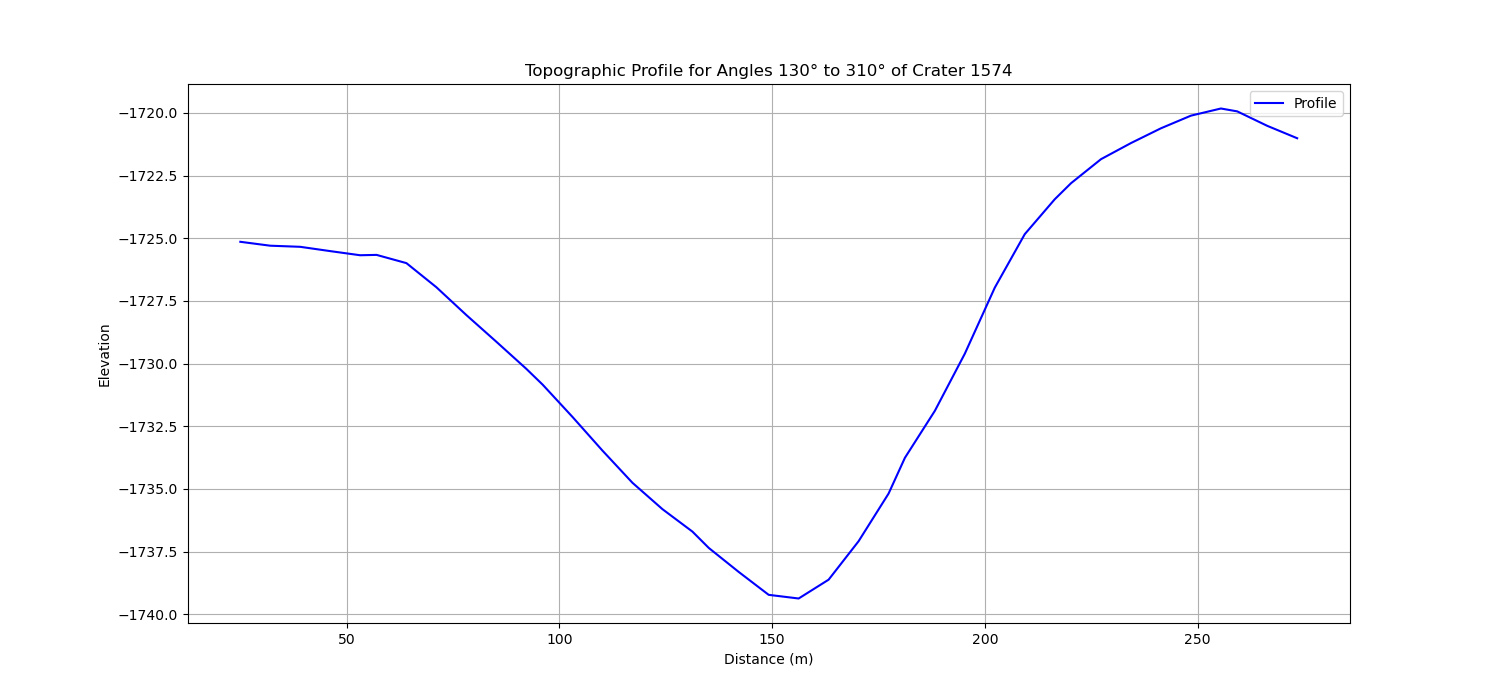 Topographic Profile for Angles 130° to 310° of Crater 1574
Profile
−1720.0
−1722.5
−1725.0
−1727.5
−1730.0
−1732.5
−1735.0
−1737.5
−1740.0
Elevation
50 100 150 200 250
Distance (m)